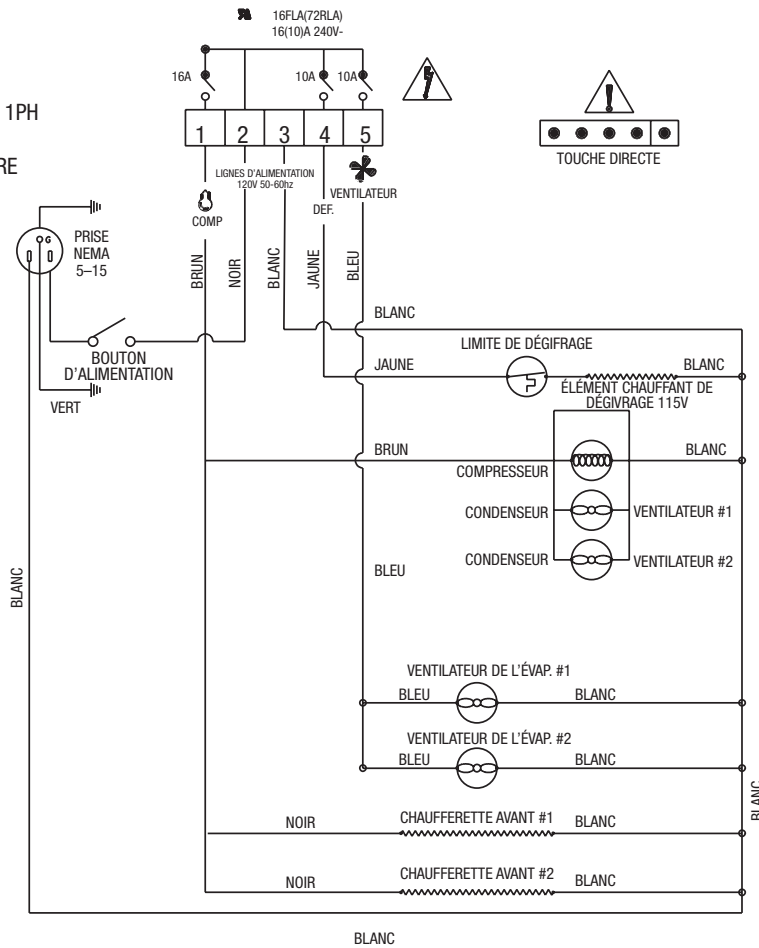 16FLA(72RLA)
16(10)A 240V-
16A
10A
10A
1PH
RE
1
2
3
4
5
TOUCHE DIRECTE
LIGNES D'ALIMENTATION
120V 50-60hz
VENTILATEUR
COMP
DEF.
G
PRISE
NEMA
5–15
BRUN
NOIR
BLANC
JAUNE
BLEU
BLANC
LIMITE DE DÉGIFRAGE
BOUTON
D'ALIMENTATION
JAUNE
BLANC
ÉLÉMENT CHAUFFANT DE
DÉGIVRAGE 115V
VERT
BRUN
BLANC
COMPRESSEUR
CONDENSEUR
VENTILATEUR #1
CONDENSEUR
VENTILATEUR #2
BLEU
BLANC
VENTILATEUR DE L'ÉVAP. #1
BLEU
BLANC
VENTILATEUR DE L'ÉVAP. #2
BLEU
BLANC
BLANC
CHAUFFERETTE AVANT #1
NOIR
BLANC
CHAUFFERETTE AVANT #2
NOIR
BLANC
BLANC